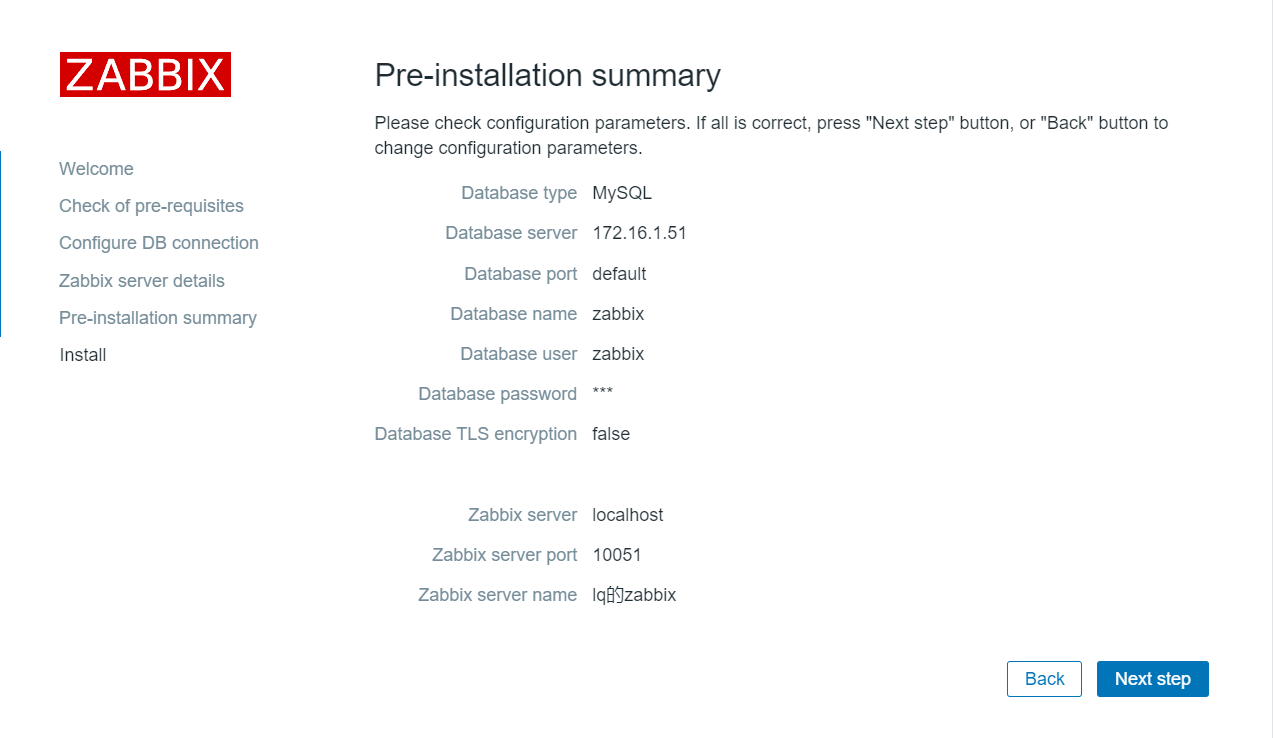 ZABBIX
Welcome
Check of pre-requisites
Configure DB connection
Zabbix server details
Pre-installation summary
Install
Pre-installation summary
Please check configuration parameters. If all is correct, press "Next step" button, or "Back" button to
change configuration parameters.
Database type MySQL
Database server 172.16.1.51
Database port default
Database name zabbix
Database user zabbix
Database password ***
Database TLS encryption false
Zabbix server localhost
Zabbix server port 10051
Zabbix server name lq的zabbix
Back Next step